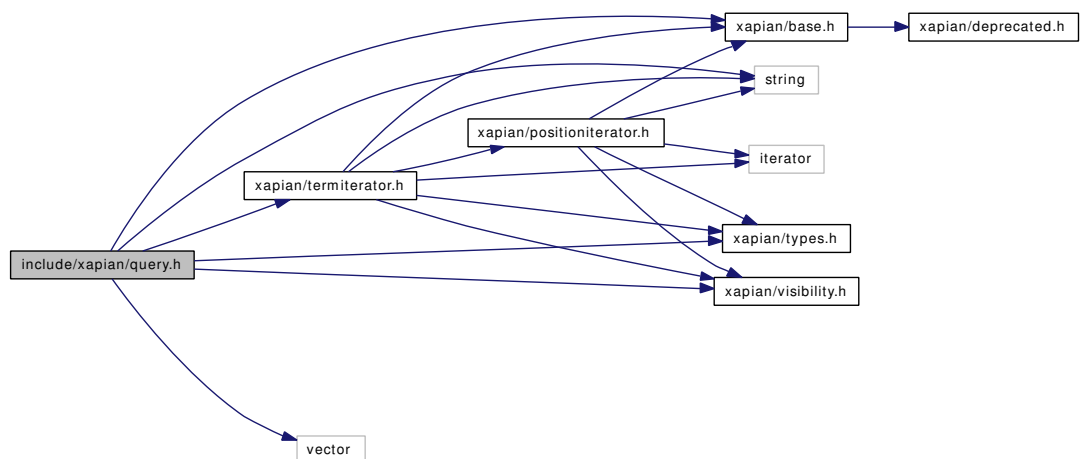 xapian/base.h
xapian/deprecated.h
string
xapian/positioniterator.h
iterator
xapian/termiterator.h
xapian/types.h
include/xapian/query.h
xapian/visibility.h
vector